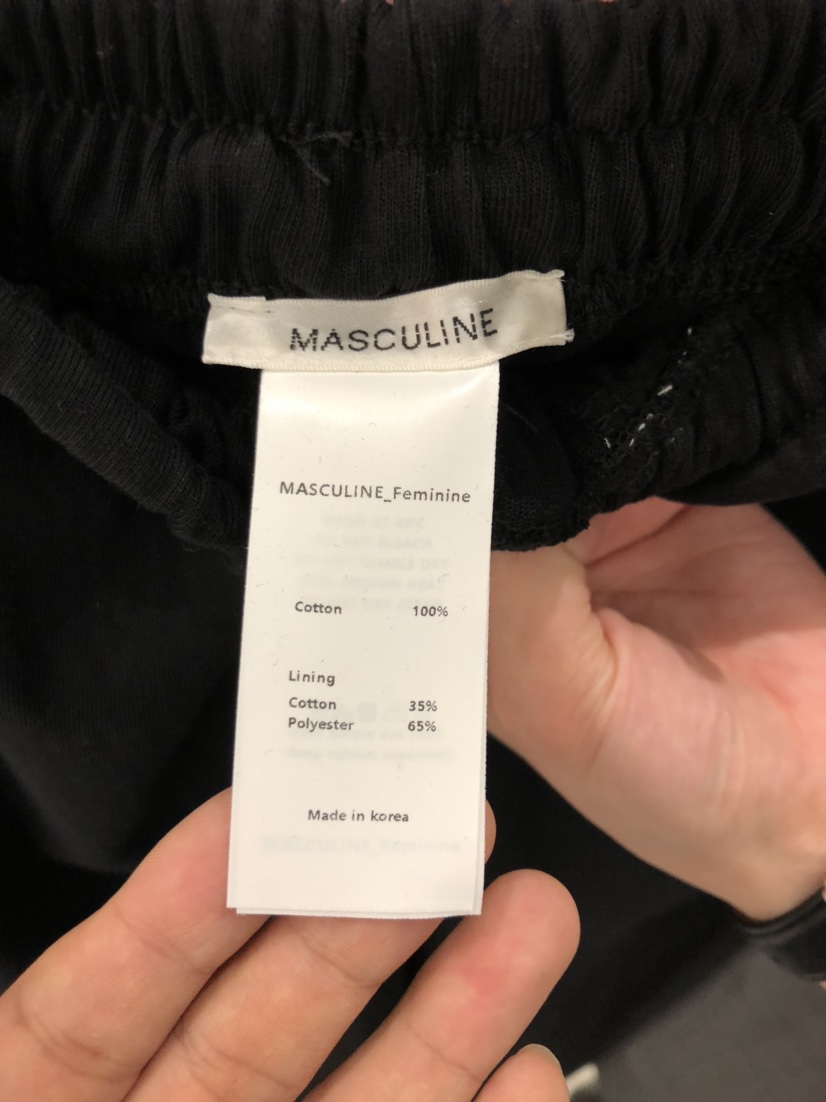 MASCULINE
MASCULINE_Feminine
Cotton 100%
Lining
Cotton 35%
Polyester 65%
Made in korea